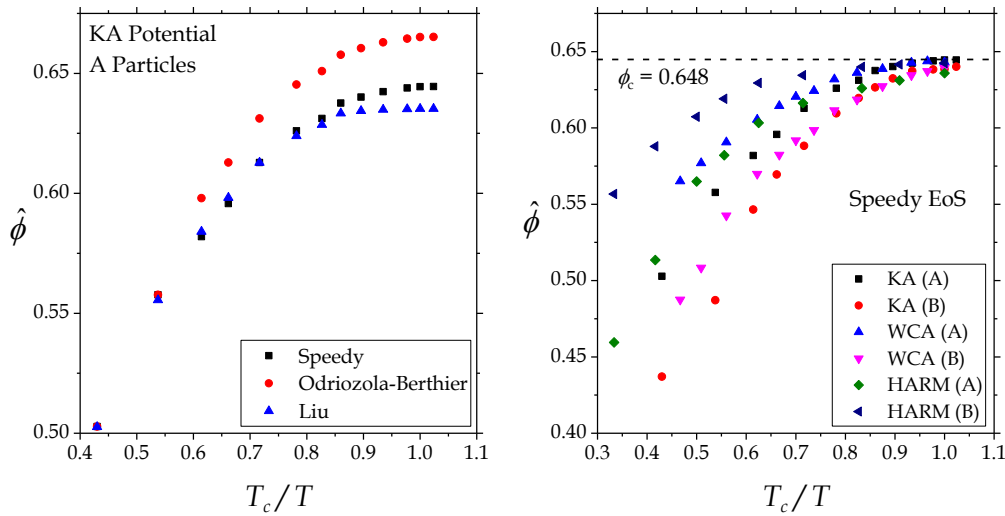 KA Potential
A Particles
0.65
0.60
0.55
0.50
ϕ̂
0.3 0.4 0.5 0.6 0.7 0.8 0.9 1.0 1.1
T_c/T
Speedy
Odriozola-Berthier
Liu
0.65
0.60
0.55
0.50
0.45
0.40
ϕ̂
ϕ_c = 0.648
Speedy EoS
KA (A)
KA (B)
WCA (A)
WCA (B)
HARM (A)
HARM (B)
0.3 0.4 0.5 0.6 0.7 0.8 0.9 1.0 1.1
T_c/T